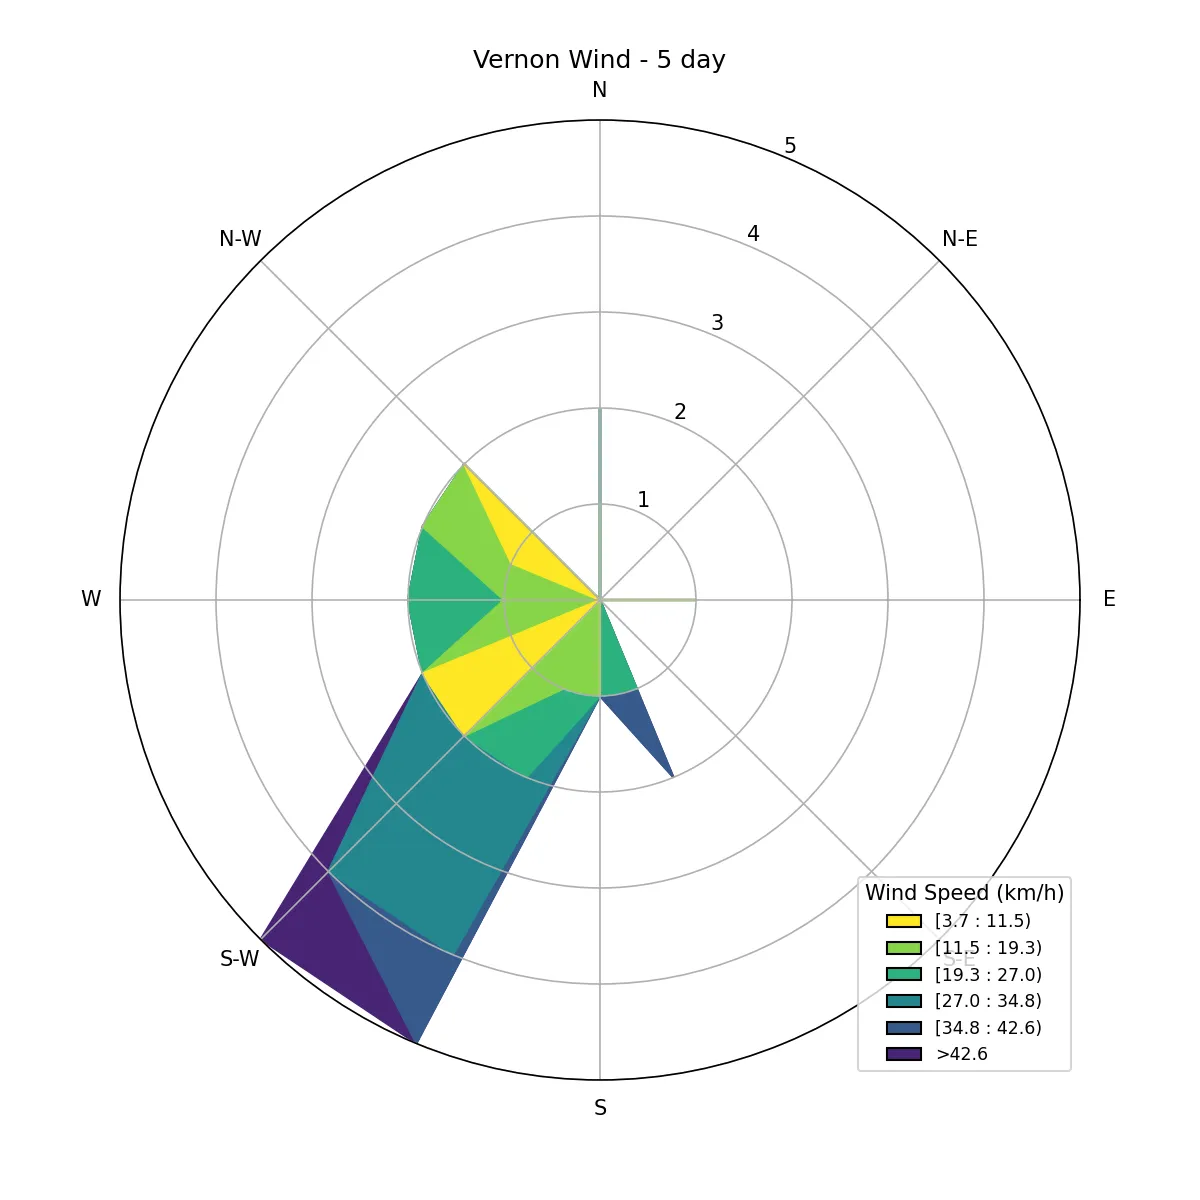 Vernon Wind - 5 day
N
5
N-W
N-E
4
3
2
1
W
E
S-W
S-E
S
Wind Speed (km/h)
[3.7 : 11.5)
[11.5 : 19.3)
[19.3 : 27.0)
[27.0 : 34.8)
[34.8 : 42.6)
>42.6